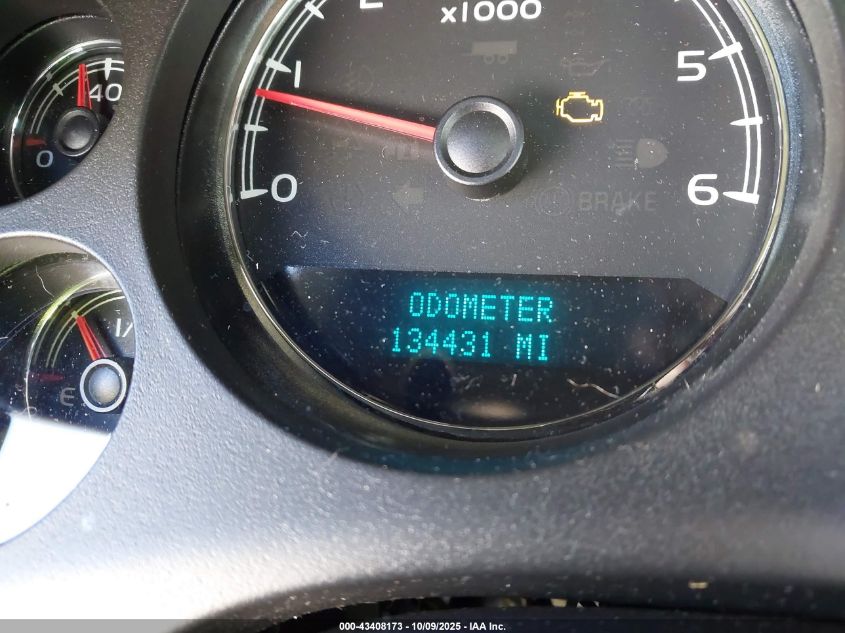 x1000
1
5
40
0
0
6
BRAKE
ODOMETER
134431 MI
E
000-43408173 - 10/09/2025 - IAA Inc.